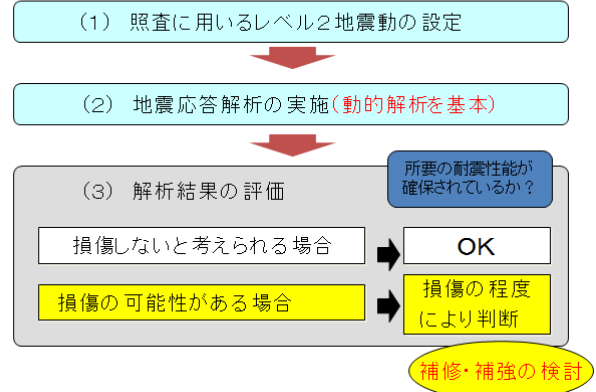 （1） 照査に用いるレベル２地震動の設定
（2） 地震応答解析の実施（動的解析を基本）
所要の耐震性能が
確保されているか？
（3） 解析結果の評価
損傷しないと考えられる場合
OK
損傷の可能性がある場合
損傷の程度
により判断
補修・補強の検討